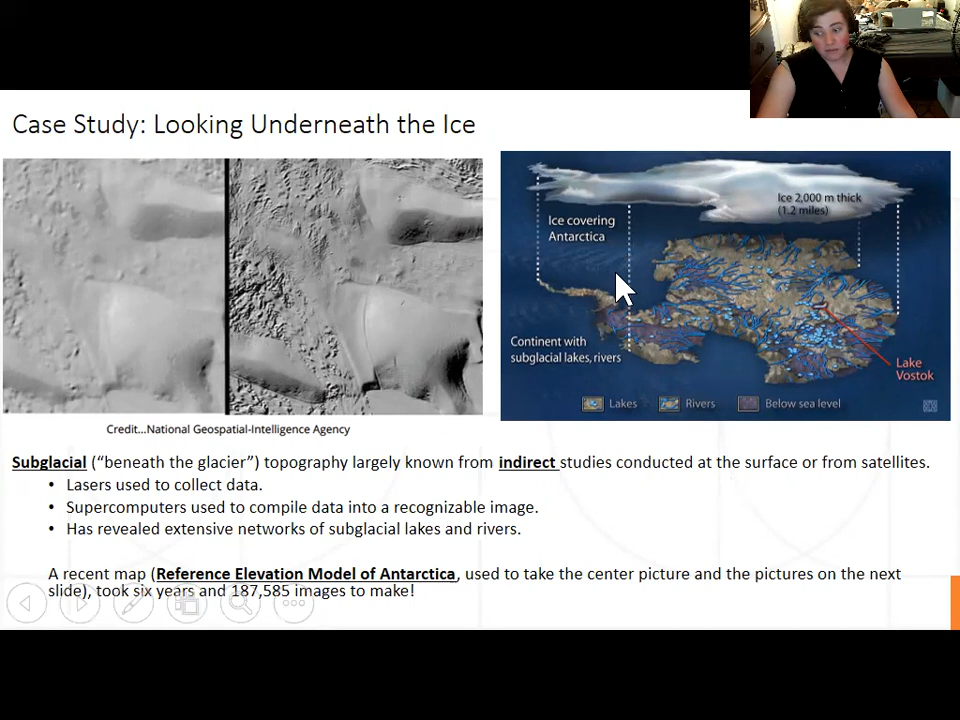 Case Study: Looking Underneath the Ice
Ice 2,000 m thick
(1.2 miles)
Ice covering
Antarctica
Continent with
subglacial lakes, rivers
Lake
Vostok
Lakes
Rivers
Below sea level
Credit...National Geospatial-Intelligence Agency
Subglacial (“beneath the glacier”) topography largely known from indirect studies conducted at the surface or from satellites.
• Lasers used to collect data.
• Supercomputers used to compile data into a recognizable image.
• Has revealed extensive networks of subglacial lakes and rivers.
A recent map (Reference Elevation Model of Antarctica, used to take the center picture and the pictures on the next
slide), took six years and 187,585 images to make!